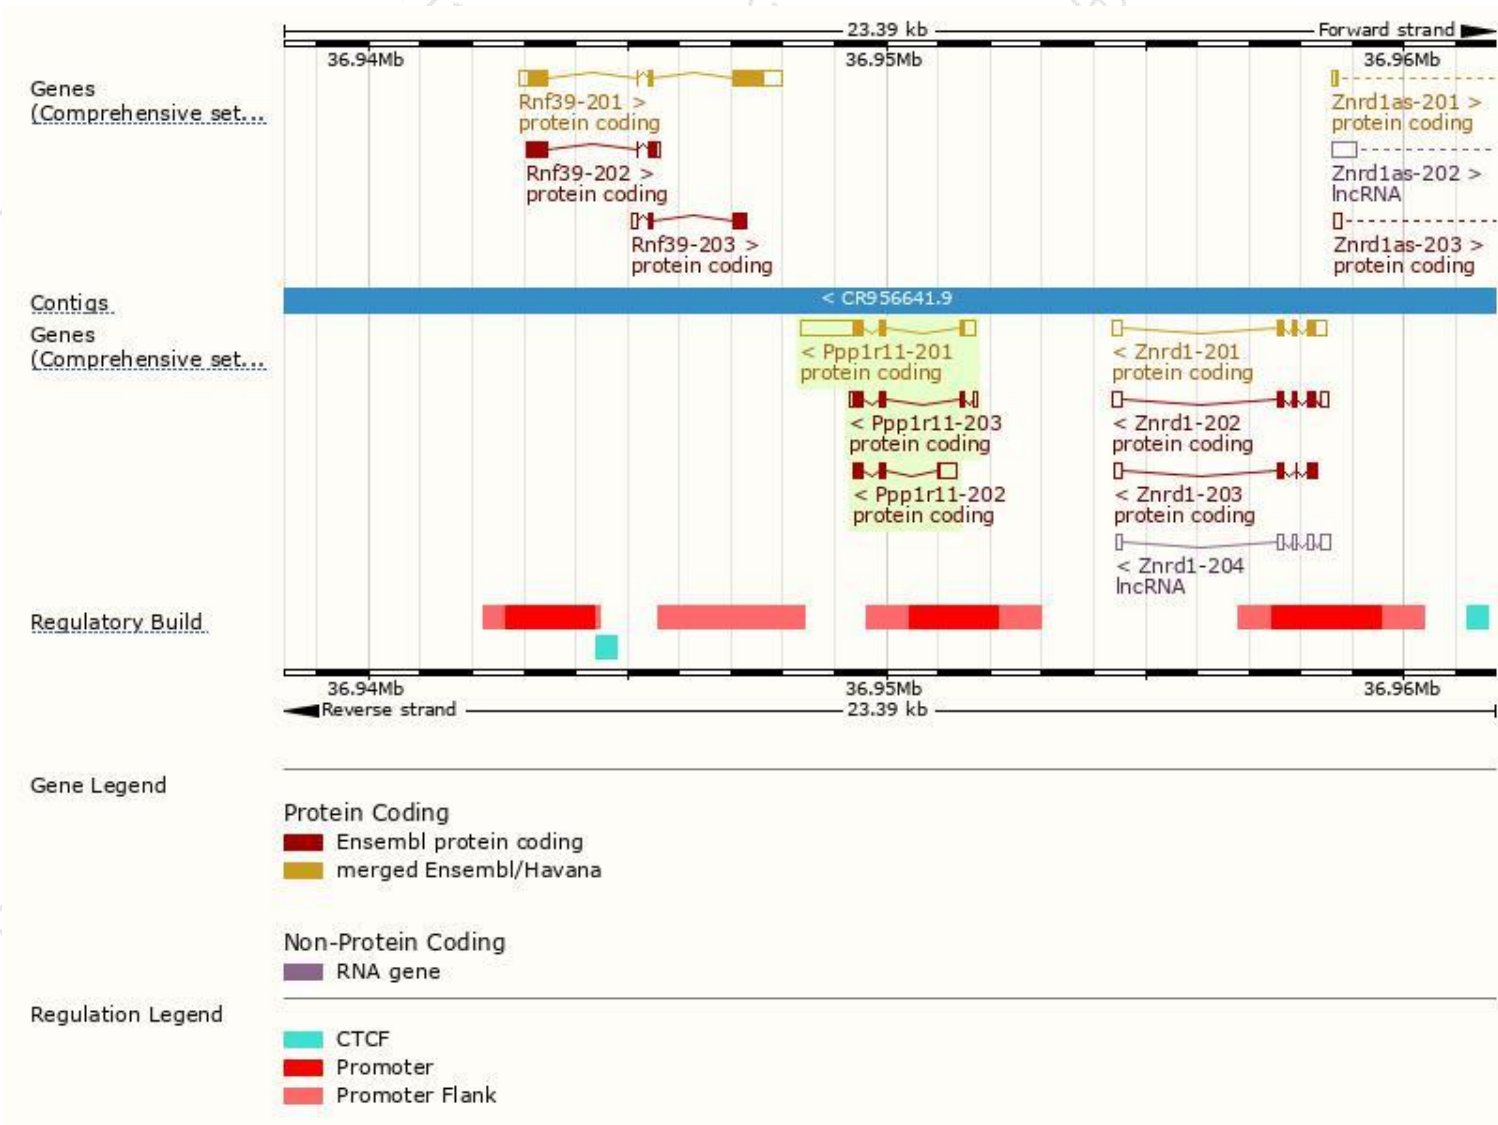 23.39 kb
Forward strand
36.94Mb 36.95Mb 36.96Mb
Genes
(Comprehensive set...
Rnf39-201 >
protein coding
Znrd1as-201 >
protein coding
Rnf39-202 >
protein coding
Znrd1as-202 >
lncRNA
Rnf39-203 >
protein coding
Znrd1as-203 >
protein coding
Contigs
< CR956641.9
Genes
(Comprehensive set...
< Ppp1r11-201
protein coding
< Znrd1-201
protein coding
< Ppp1r11-203
protein coding
< Znrd1-202
protein coding
< Ppp1r11-202
protein coding
< Znrd1-203
protein coding
< Znrd1-204
lncRNA
Regulatory Build
36.94Mb 36.95Mb 36.96Mb
Reverse strand
23.39 kb
Gene Legend
Protein Coding
Ensembl protein coding
merged Ensembl/Havana
Non-Protein Coding
RNA gene
Regulation Legend
CTCF
Promoter
Promoter Flank